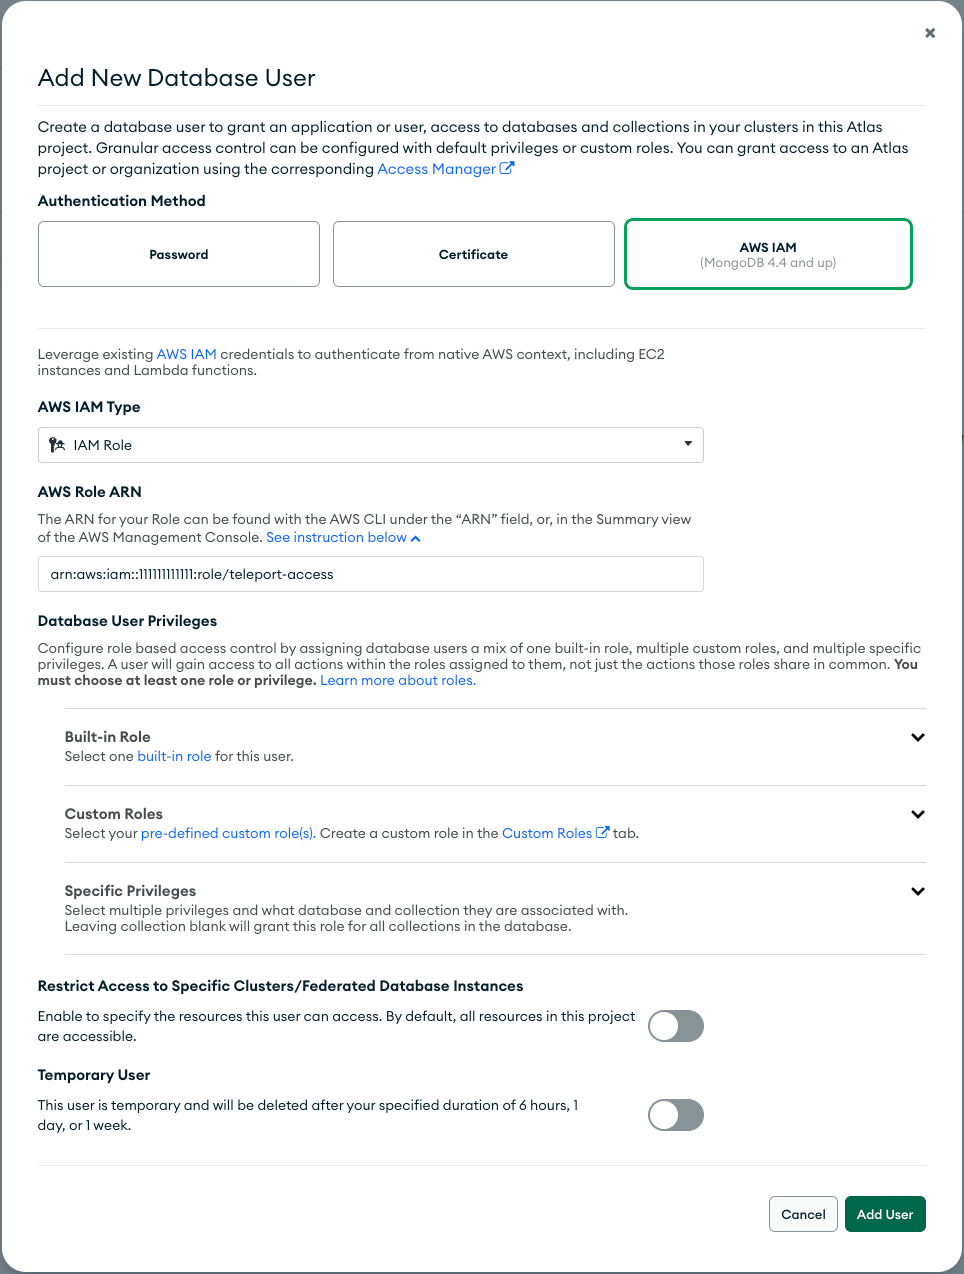 Add New Database User
Create a database user to grant an application or user, access to databases and collections in your clusters in this Atlas
project. Granular access control can be configured with default privileges or custom roles. You can grant access to an Atlas
project or organization using the corresponding Access Manager
Authentication Method
Password
Certificate
AWS IAM
(MongoDB 4.4 and up)
Leverage existing AWS IAM credentials to authenticate from native AWS context, including EC2
instances and Lambda functions.
AWS IAM Type
IAM Role
AWS Role ARN
The ARN for your Role can be found with the AWS CLI under the “ARN” field, or, in the Summary view
of the AWS Management Console. See instruction below
arn:aws:iam::111111111111:role/teleport-access
Database User Privileges
Configure role based access control by assigning database users a mix of one built-in role, multiple custom roles, and multiple specific
privileges. A user will gain access to all actions within the roles assigned to them, not just the actions those roles share in common. You
must choose at least one role or privilege. Learn more about roles.
Built-in Role
Select one built-in role for this user.
Custom Roles
Select your pre-defined custom role(s). Create a custom role in the Custom Roles tab.
Specific Privileges
Select multiple privileges and what database and collection they are associated with.
Leaving collection blank will grant this role for all collections in the database.
Restrict Access to Specific Clusters/Federated Database Instances
Enable to specify the resources this user can access. By default, all resources in this project
are accessible.
Temporary User
This user is temporary and will be deleted after your specified duration of 6 hours, 1
day, or 1 week.
Cancel
Add User